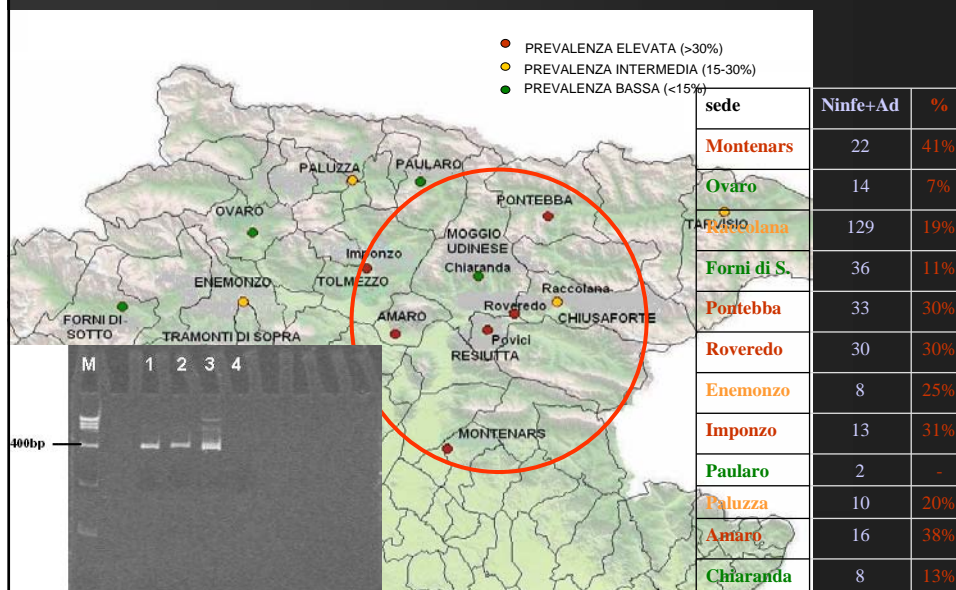 PREVALENZA ELEVATA (>30%)
PREVALENZA INTERMEDIA (15-30%)
PREVALENZA BASSA (<15%)
PALUZZA
PAULARO
PONTEBBA
TARVISIO
OVARO
MOGGIO
UDINESE
Imponzo
Chiaranda
ENEMONZO
TOLMEZZO
Raccolana
Roveredo
CHIUSAFORTE
FORNI DI
SOTTO
AMARO
TRAMONTI DI SOPRA
Povici
RESIUTTA
MONTENARS
M 1 2 3 4
400bp
sede Ninfe+Ad %
Montenars 22 41%
Ovaro 14 7%
Raccolana 129 19%
Forni di S. 36 11%
Pontebba 33 30%
Roveredo 30 30%
Enemonzo 8 25%
Imponzo 13 31%
Paularo 2 -
Paluzza 10 20%
Amaro 16 38%
Chiaranda 8 13%